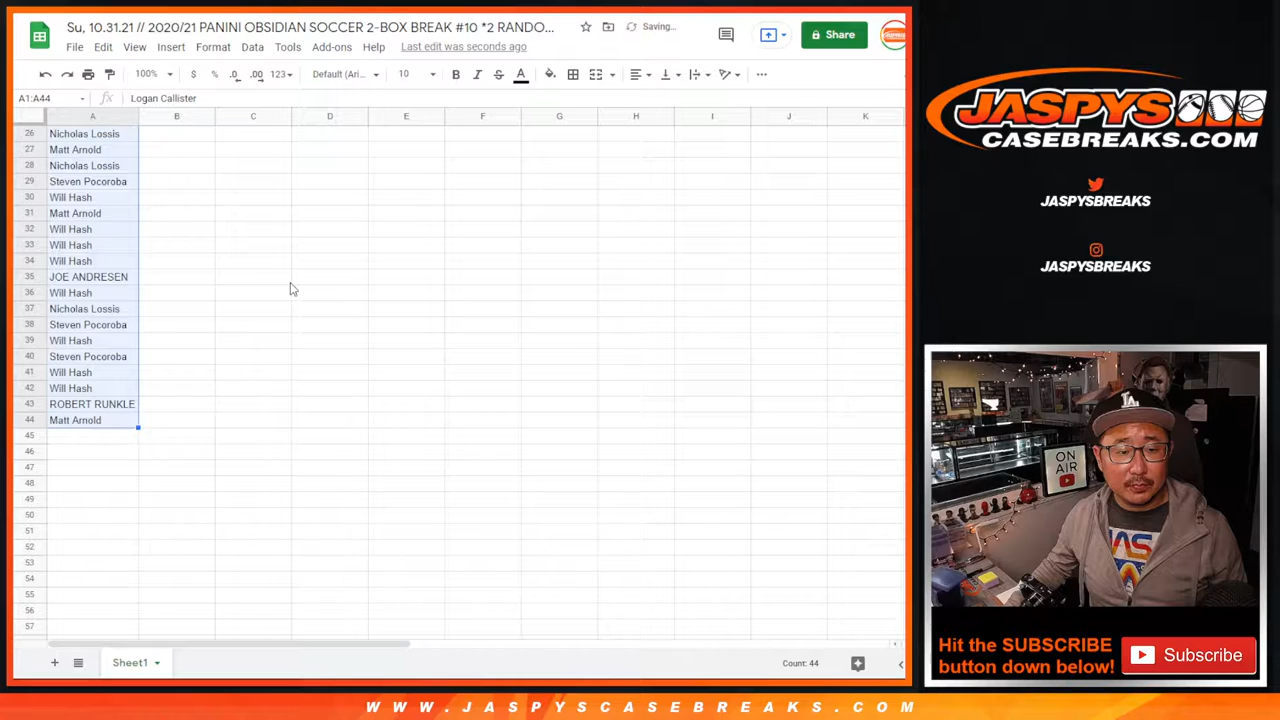 Su, 10.31.21 // 2020/21 PANINI OBSIDIAN SOCCER 2-BOX BREAK #10 *2 RANDO...
Saving...
Share
File Edit View Insert Format Data Tools Add-ons Help Last edit was seconds ago
100% $ % .0 .00 123 Default (Ari... 10 B I S A
A1:A44 fx Logan Callister
A B C D E F G H I J K
26 Nicholas Lossis
27 Matt Arnold
28 Nicholas Lossis
29 Steven Pocoroba
30 Will Hash
31 Matt Arnold
32 Will Hash
33 Will Hash
34 Will Hash
35 JOE ANDRESEN
36 Will Hash
37 Nicholas Lossis
38 Steven Pocoroba
39 Will Hash
40 Steven Pocoroba
41 Will Hash
42 Will Hash
43 ROBERT RUNKLE
44 Matt Arnold
45
46
47
48
49
50
51
52
53
54
55
56
57
Sheet1
Count: 44
JASPYS
CASEBREAKS.COM
JASPYSBREAKS
JASPYSBREAKS
ON
AIR
LA
Hit the SUBSCRIBE
button down below!
Subscribe
WWW.JASPYSCASEBREAKS.COM